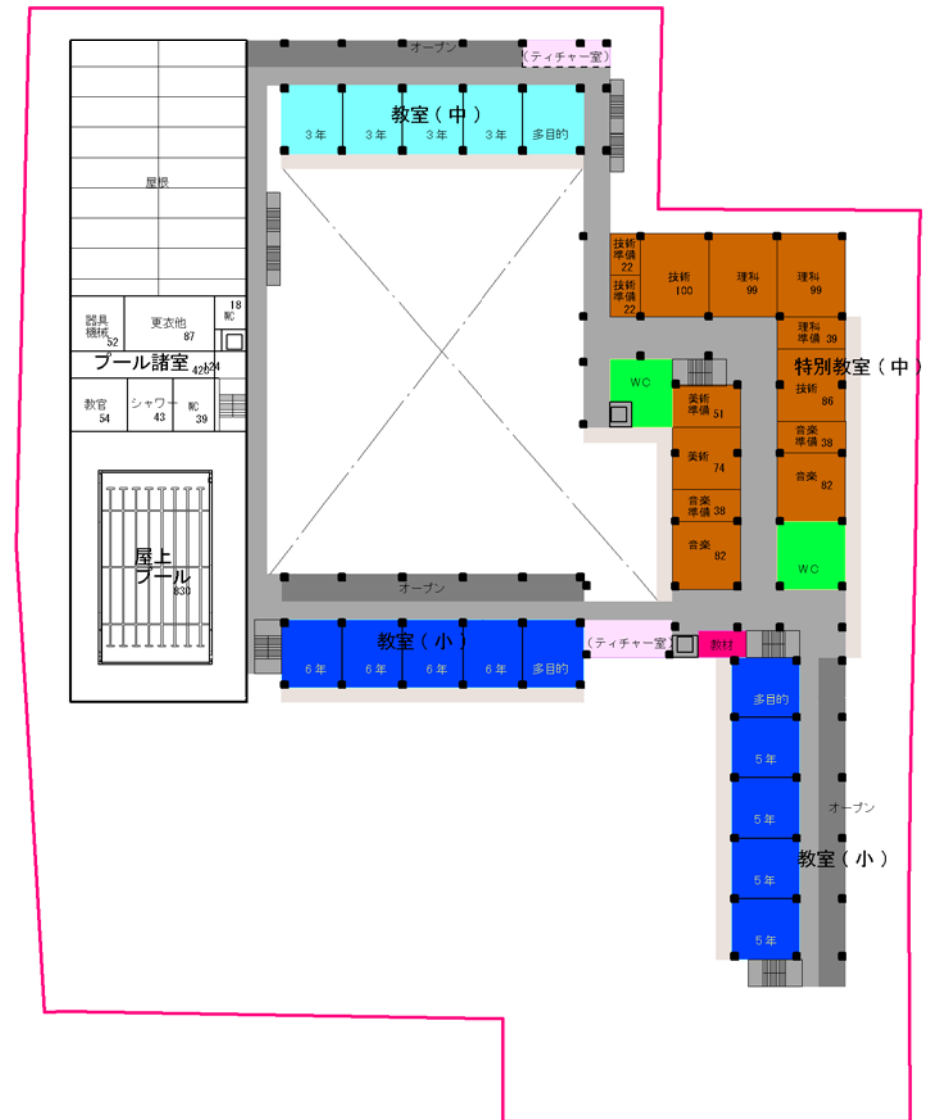 オープン
(ティチャー室)
教室(中)
3年 3年 3年 3年 多目的
屋根
技術
準備
22
技術
準備
22
技術
100
理科
99
理科
99
理科
準備 39
特別教室(中)
技術
86
音楽
準備 38
音楽
82
WC
WC
美術
準備 51
美術
74
音楽
準備 38
音楽
82
器具
機械 52
更衣他
87
18
WC
プール諸室
教官
54
シャワー
43
WC
39
屋上
プール
830
オープン
教室(小)
6年 6年 6年 6年 多目的
(ティチャー室)
教材
多目的
5年
5年
5年
5年
オープン
教室(小)